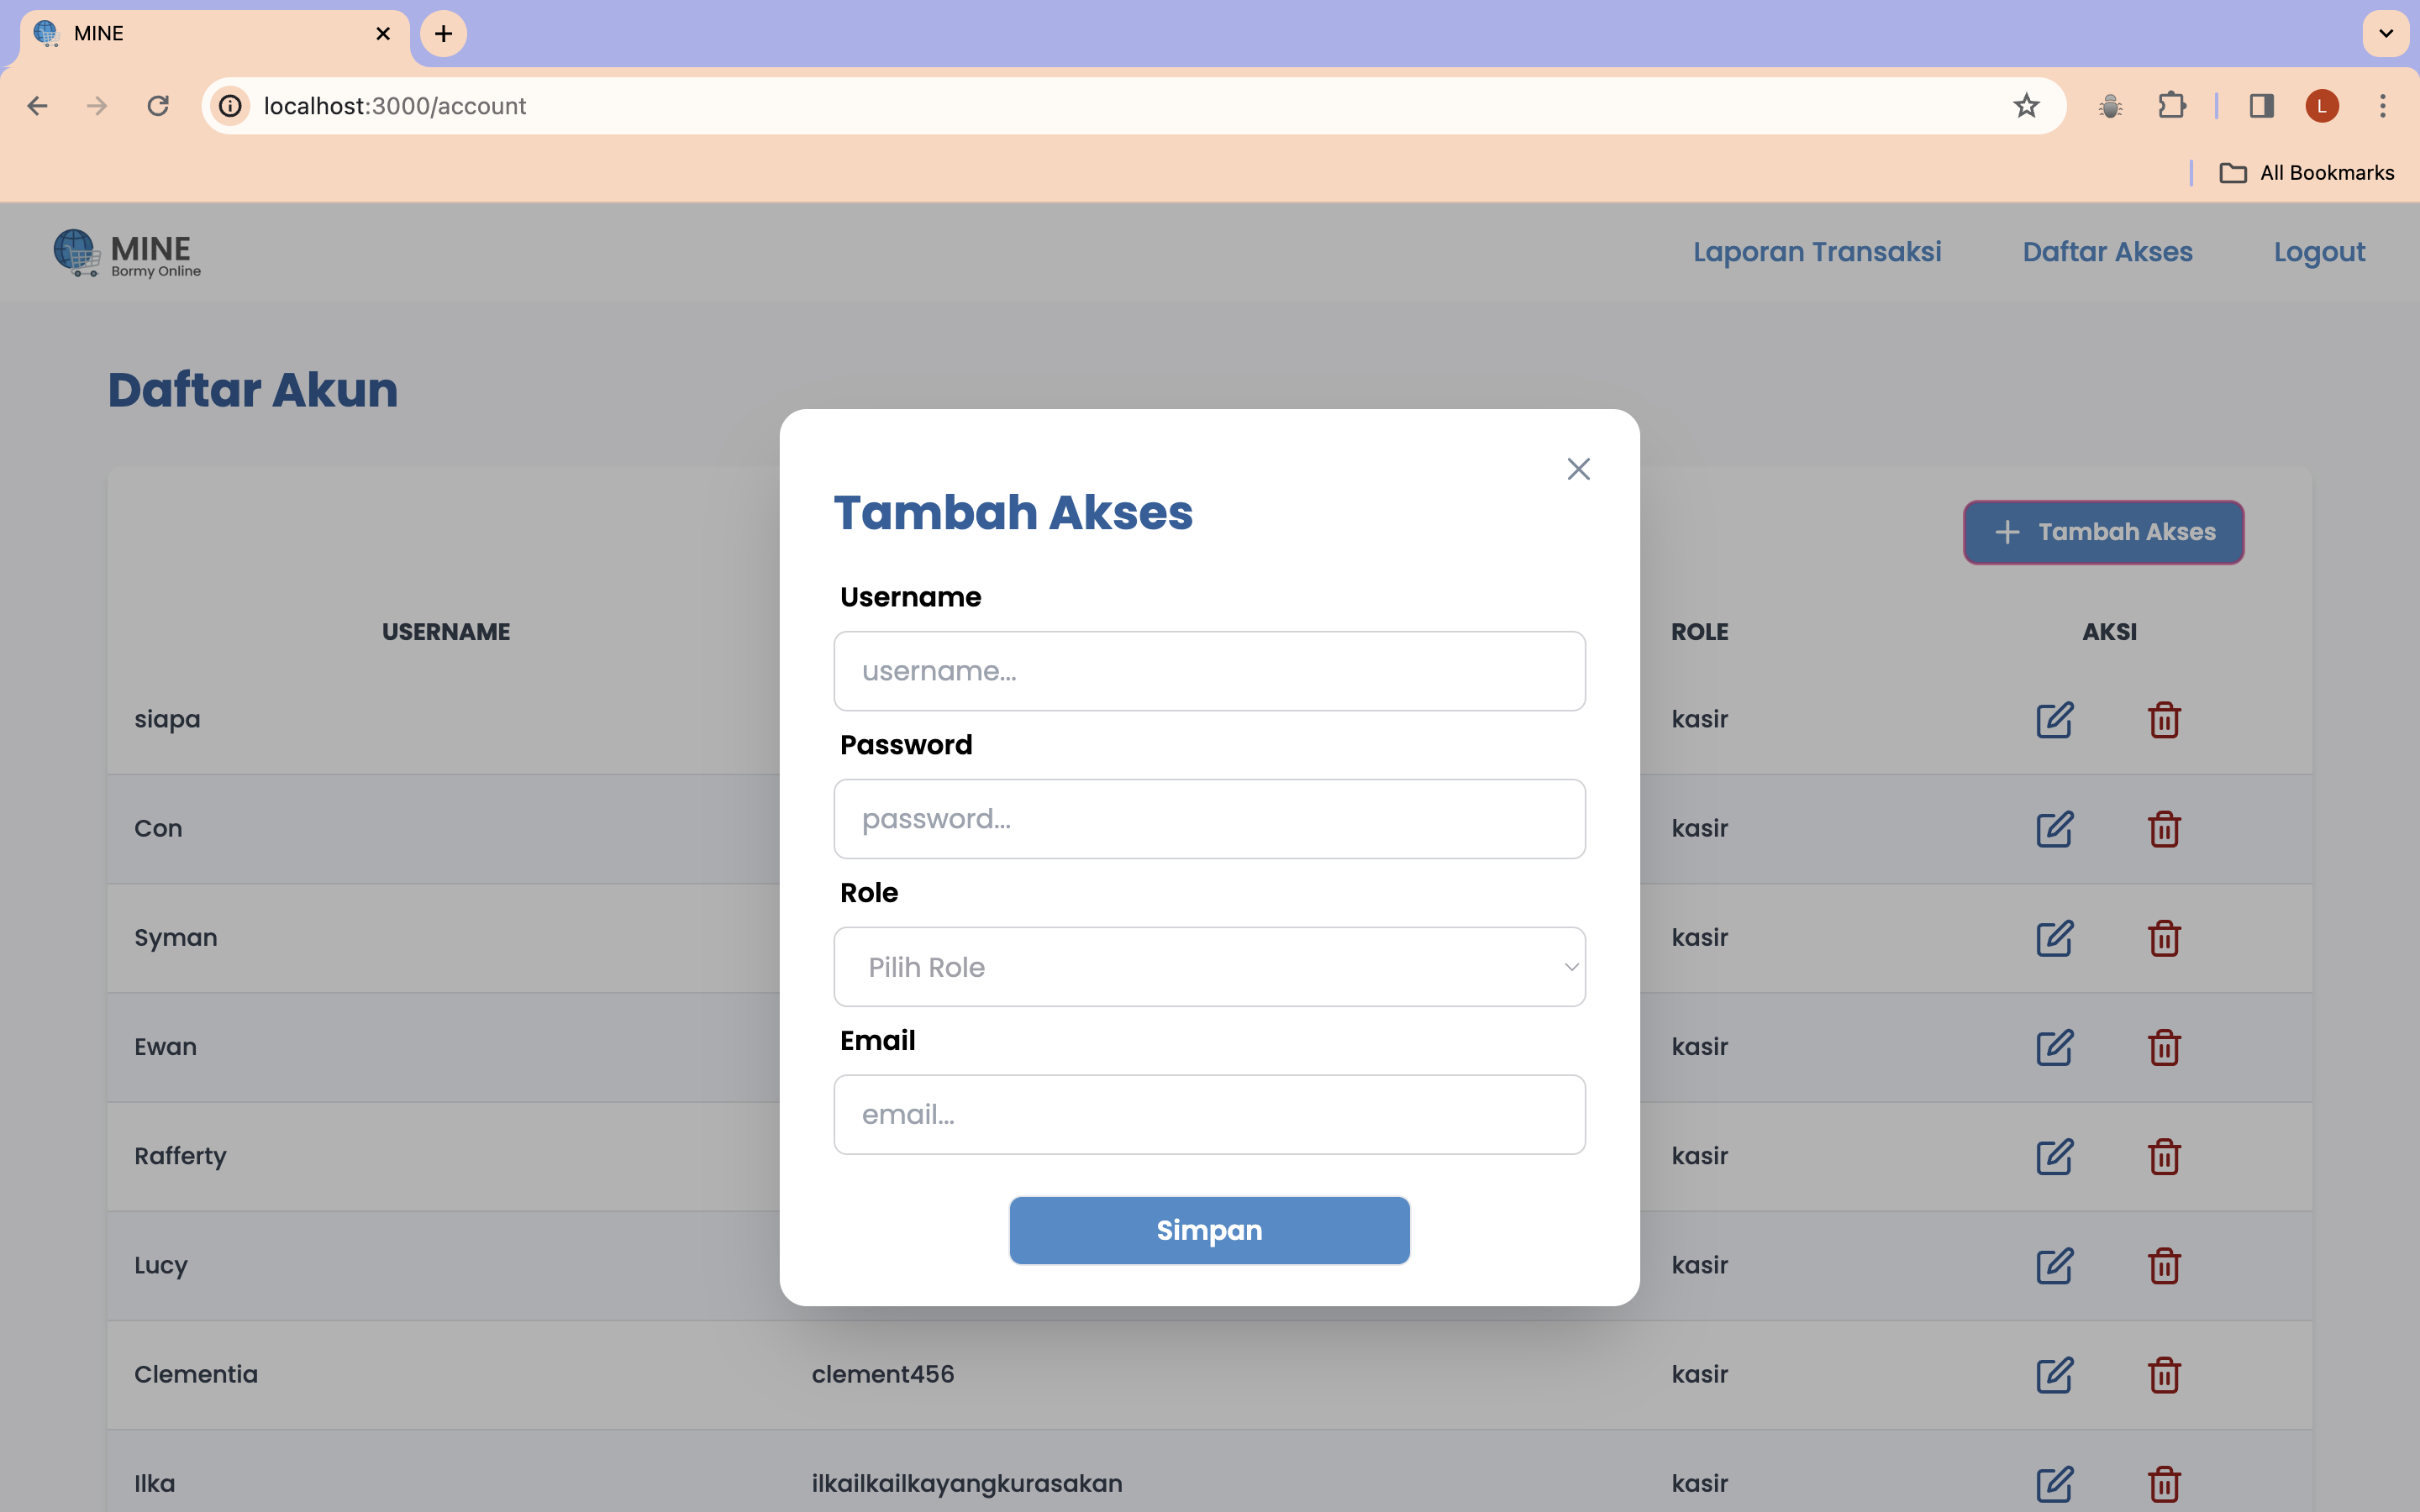 MINE
localhost:3000/account
L
All Bookmarks
MINE
Bormy Online
Laporan Transaksi
Daftar Akses
Logout
Daftar Akun
Tambah Akses
USERNAME
ROLE
AKSI
siapa
kasir
Con
kasir
Syman
kasir
Ewan
kasir
Rafferty
kasir
Lucy
kasir
Clementia
clement456
kasir
Ilka
ilkailkailkayangkurasakan
kasir
Tambah Akses
Username
username...
Password
password...
Role
Pilih Role
Email
email...
Simpan